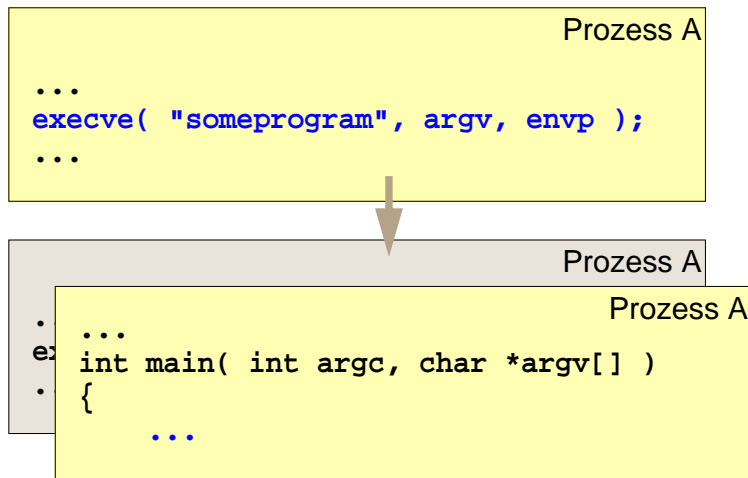 Prozess A
...
execve( "someprogram", argv, envp );
...
Prozess A
Prozess A
...
int main( int argc, char *argv[] )
{
...